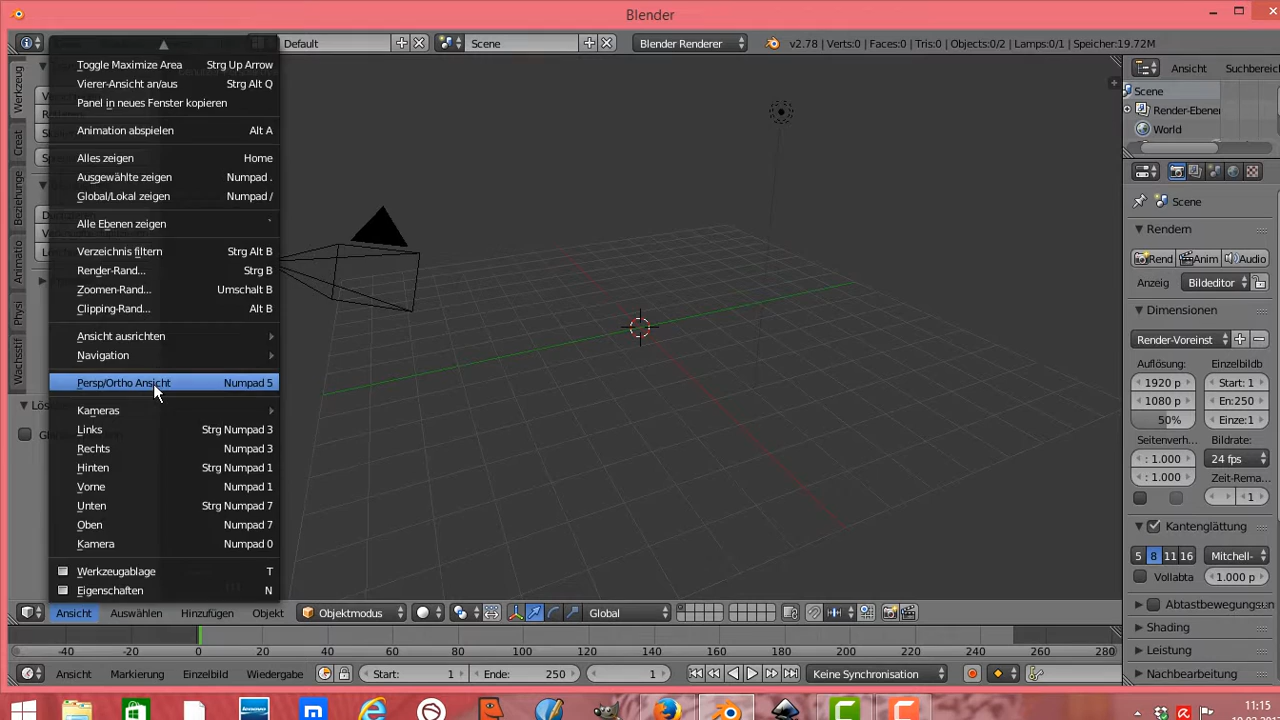 Blender
Default
Scene
Blender Renderer
v2.78 | Verts:0 | Faces:0 | Tris:0 | Objects:0/2 | Lamps:0/1 | Speicher:19.72M
Ansicht
Suchbereic
Toggle Maximize Area Strg Up Arrow
Vierer-Ansicht an/aus Strg Alt Q
Panel in neues Fenster kopieren
Animation abspielen Alt A
Alles zeigen Home
Ausgewählte zeigen Numpad .
Global/Lokal zeigen Numpad /
Alle Ebenen zeigen `
Verzeichnis filtern Strg Alt B
Render-Rand... Strg B
Zoomen-Rand... Umschalt B
Clipping-Rand... Alt B
Ansicht ausrichten
Navigation
Persp/Ortho Ansicht Numpad 5
Kameras
Links Strg Numpad 3
Rechts Numpad 3
Hinten Strg Numpad 1
Vorne Numpad 1
Unten Strg Numpad 7
Oben Numpad 7
Kamera Numpad 0
Werkzeugablage T
Eigenschaften N
Werkzeug
Creat
Beziehunge
Animatio
Physi
Wachsstif
Scene
Render-Ebener
World
Scene
Rendern
Rend
Anim
Audio
Anzeig
Bildeditor
Dimensionen
Render-Voreinst
Auflösung: Einzelbild
1920 p Start: 1
1080 p En:250
50% Einze:1
Seitenverh... Bildrate:
: 1.000 24 fps
Zeit-Rema...
: 1.000 1
Kantenglättung
5 8 11 16 Mitchell-
Vollabta 1.000 p
Abtastbewegungsun
Shading
Leistung
Nachbearbeitung
Ansicht Auswählen Hinzufügen Objekt Objektmodus Global
-40 -20 0 20 40 60 80 100 120 140 160 180 200 220 240 260 280
Ansicht Markierung Einzelbild Wiedergabe Start: 1 Ende: 250 1 Keine Synchronisation
11:15